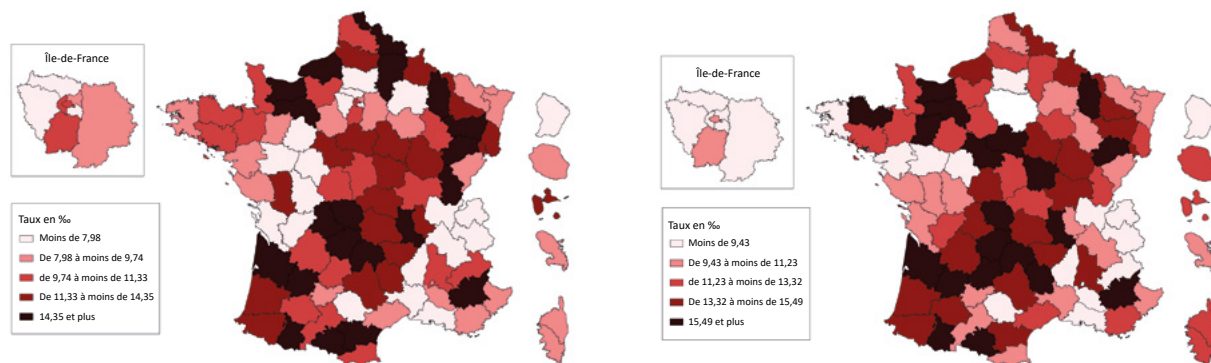 Île-de-France
Taux en ‰
Moins de 7,98
De 7,98 à moins de 9,74
de 9,74 à moins de 11,33
De 11,33 à moins de 14,35
14,35 et plus
Île-de-France
Taux en ‰
Moins de 9,43
De 9,43 à moins de 11,23
de 11,23 à moins de 13,32
De 13,32 à moins de 15,49
15,49 et plus